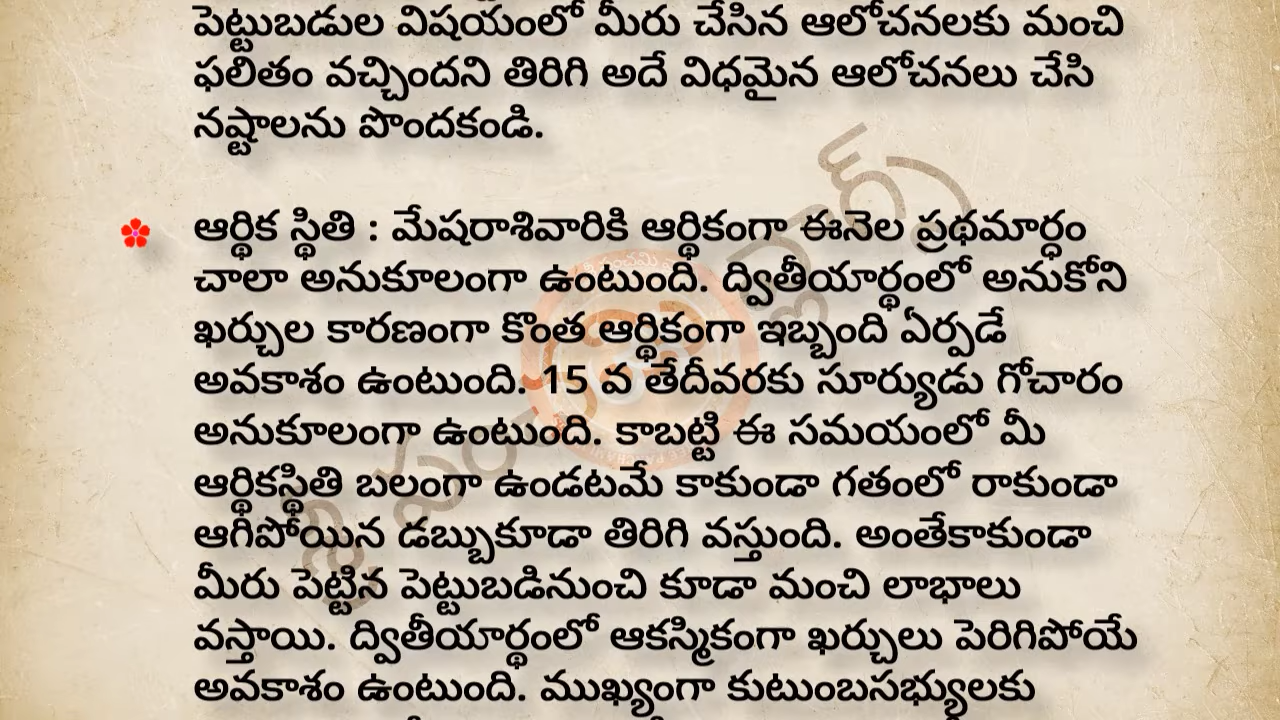 పెట్టుబడుల విషయంలో మీరు చేసిన ఆలోచనలకు మంచి
ఫలితం వచ్చిందని తిరిగి అదే విధమైన ఆలోచనలు చేసి
నష్టాలను పొందకండి.
ఆర్థిక స్థితి : మేషరాశివారికి ఆర్థికంగా ఈనెల ప్రథమార్ధం
చాలా అనుకూలంగా ఉంటుంది. ద్వితీయార్థంలో అనుకోని
ఖర్చుల కారణంగా కొంత ఆర్థికంగా ఇబ్బంది ఏర్పడే
అవకాశం ఉంటుంది. 15 వ తేదీవరకు సూర్యుడు గోచారం
అనుకూలంగా ఉంటుంది. కాబట్టి ఈ సమయంలో మీ
ఆర్థికస్థితి బలంగా ఉండటమే కాకుండా గతంలో రాకుండా
ఆగిపోయిన డబ్బుకూడా తిరిగి వస్తుంది. అంతేకాకుండా
మీరు పెట్టిన పెట్టుబడినుంచి కూడా మంచి లాభాలు
వస్తాయి. ద్వితీయార్థంలో ఆకస్మికంగా ఖర్చులు పెరిగిపోయే
అవకాశం ఉంటుంది. ముఖ్యంగా కుటుంబసభ్యులకు